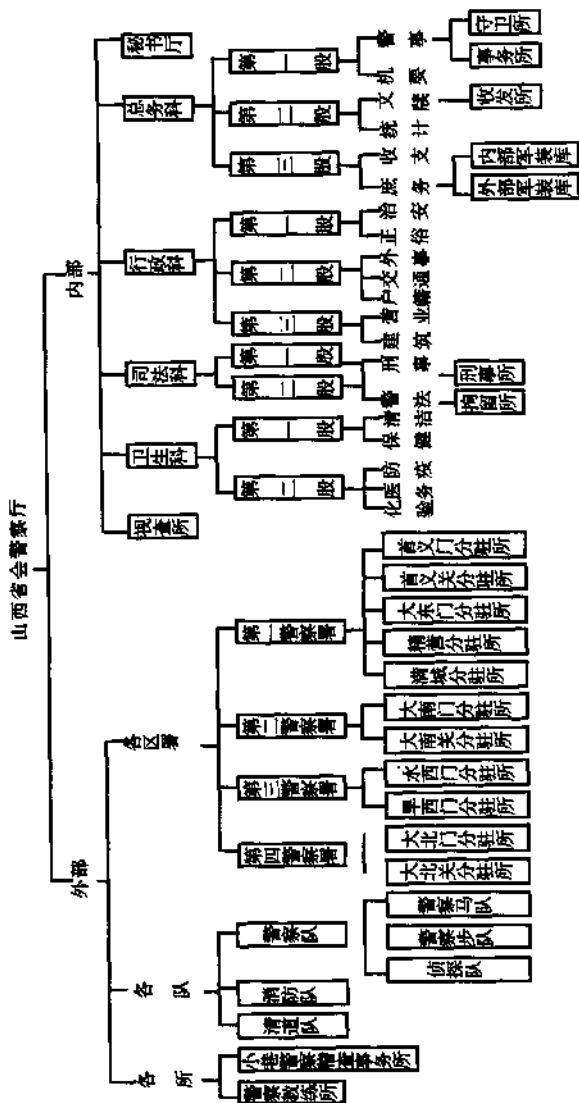 山西省会警察厅
内部
外部
秘书厅
总务科
行政科
司法科
卫生科
视查所
第一股
第二股
第三股
第一股
第二股
第三股
第一股
第二股
第一股
第二股
警事
机要
文牍
统计
收支
庶务
治安
正俗
外事
交通
户籍
营业
建筑
刑事
警法
清洁
保健
防疫
医务
化验
守卫所
事务所
收发所
内部军装库
外部军装库
刑事所
拘留所
各区署
各队
各所
第一警察署
第二警察署
第三警察署
第四警察署
首义门分驻所
首义关分驻所
大东门分驻所
精营分驻所
满城分驻所
大南门分驻所
大南关分驻所
水西门分驻所
旱西门分驻所
大北门分驻所
大北关分驻所
警察队
消防队
清道队
警察马队
警察步队
侦探队
小巷警察稽查事务所
警察教练所